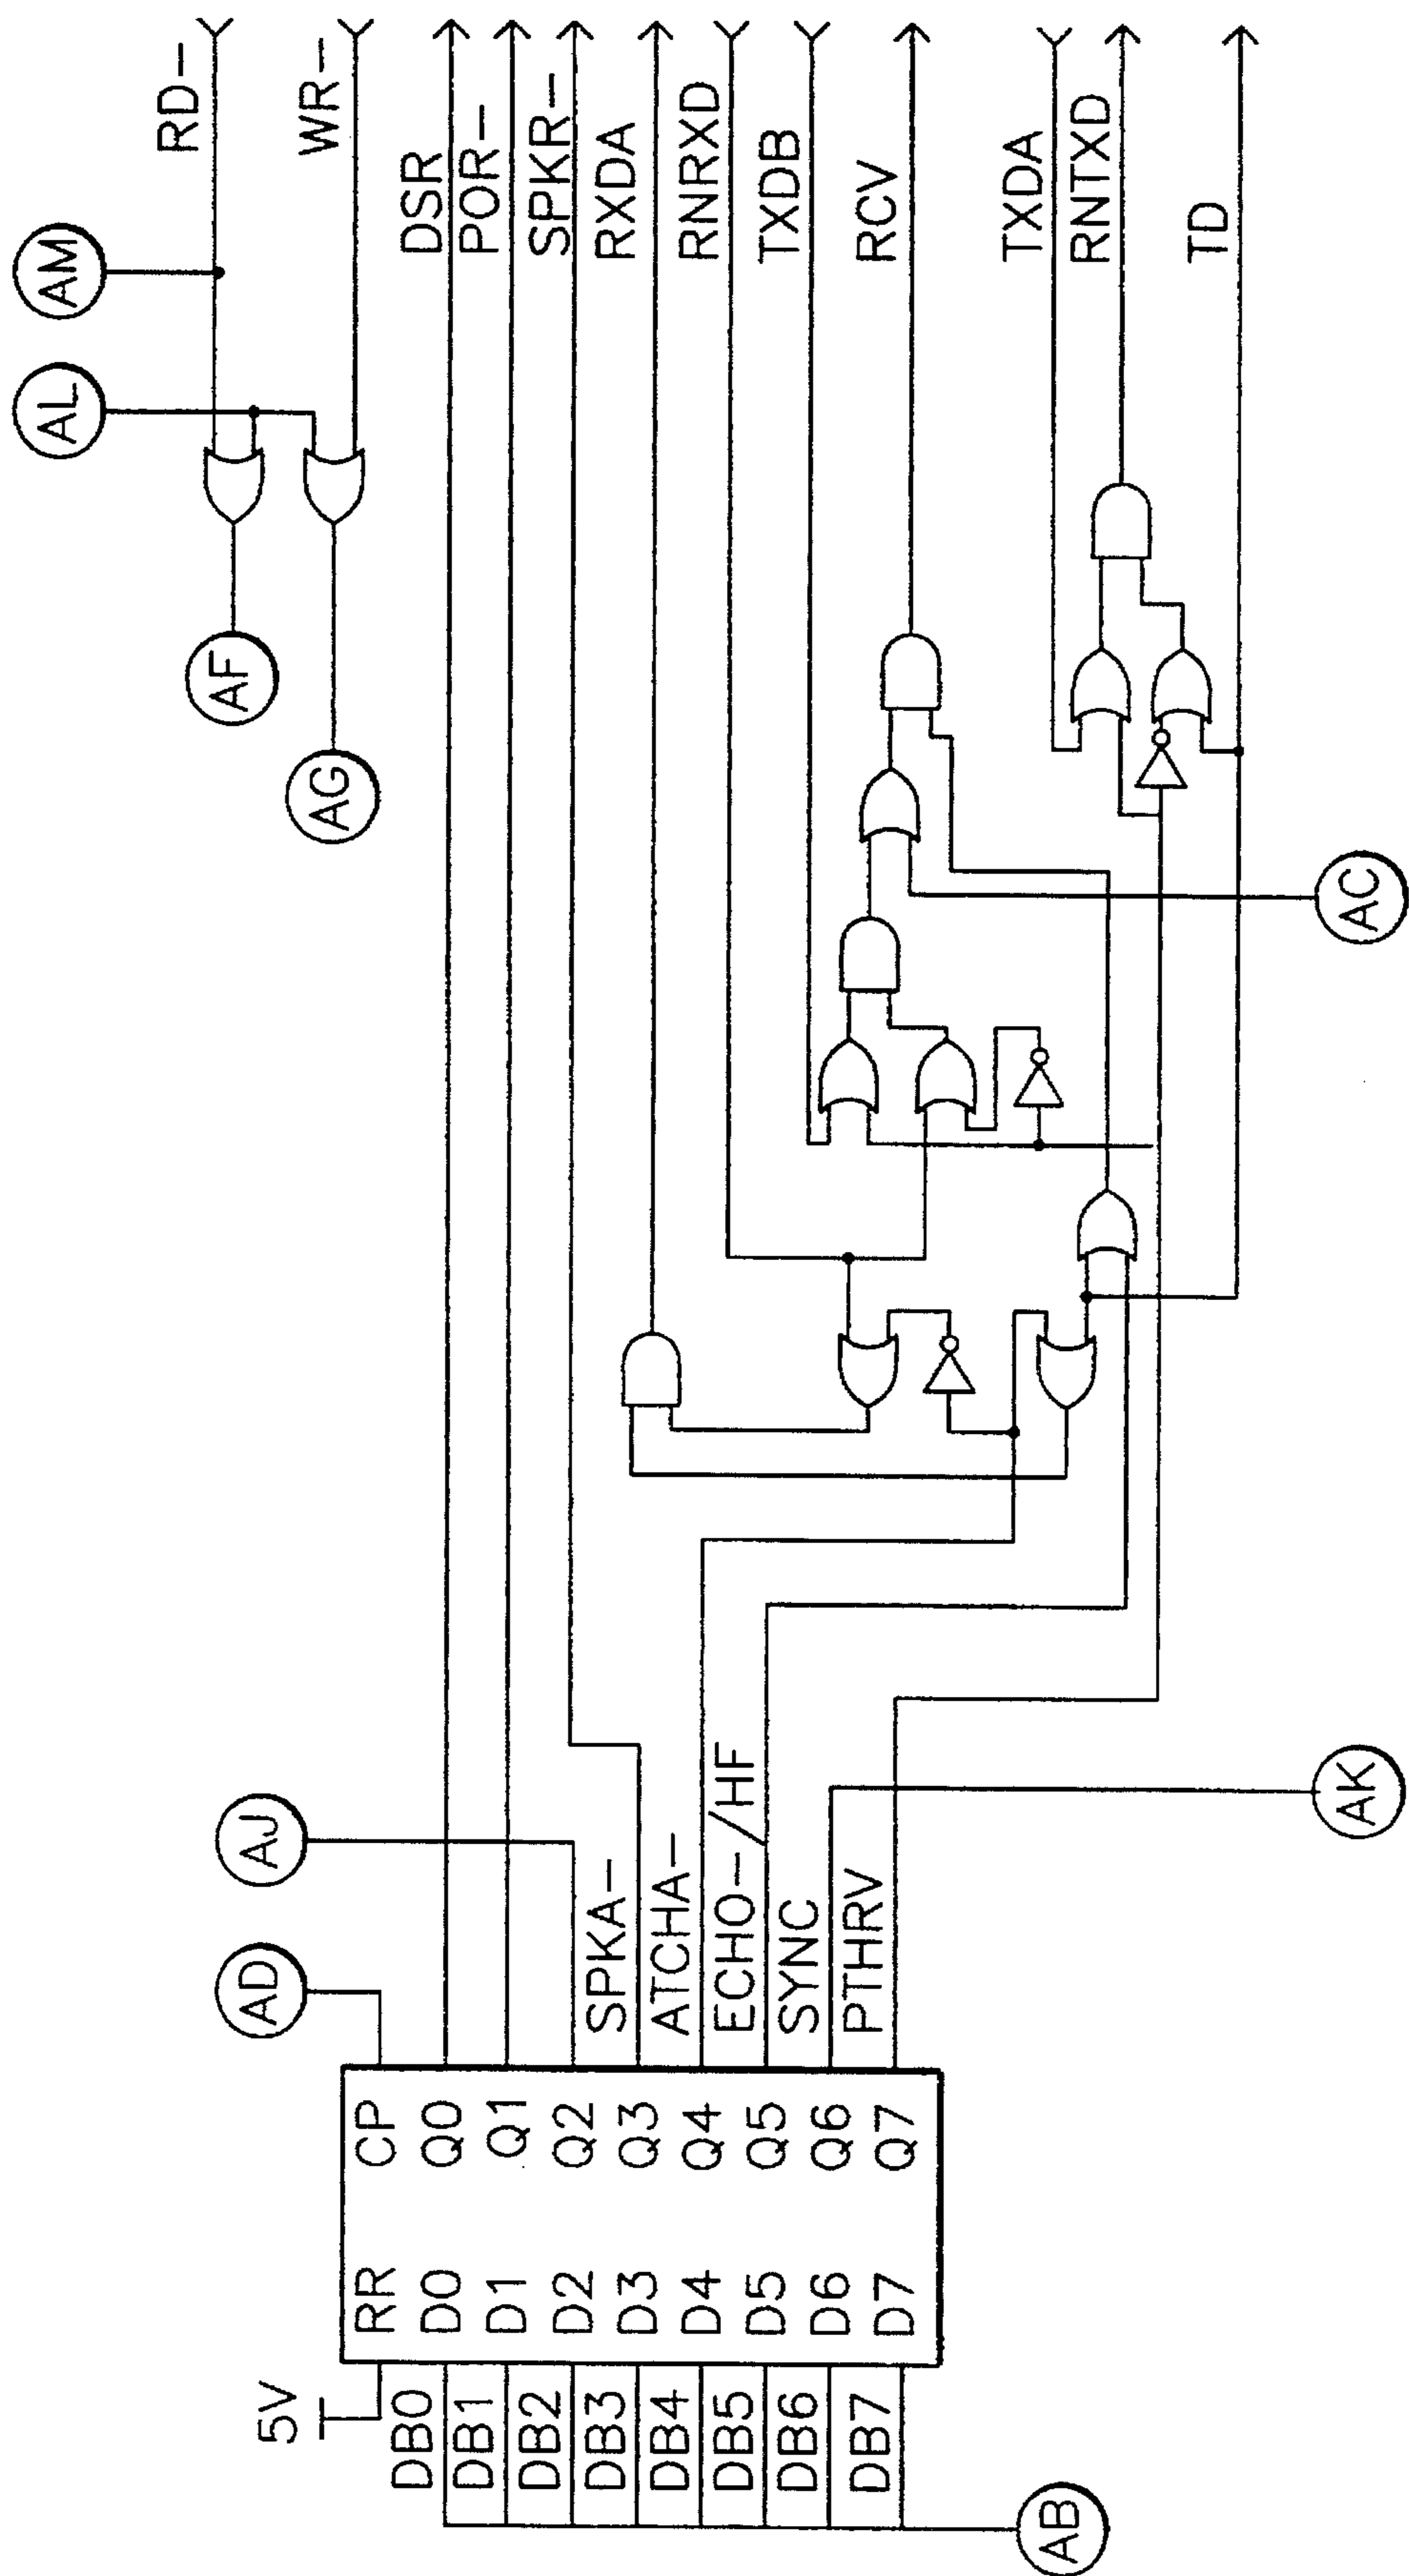 5V
DB0
DB1
DB2
DB3
DB4
DB5
DB6
DB7
AB
RR CP
D0 Q0
D1 Q1
D2 Q2
D3 Q3
D4 Q4
D5 Q5
D6 Q6
D7 Q7
AD
AJ
SPKA-
ATCHA-
ECHO-/HF
SYNC
PTHRV
AK
AC
AF
AG
AL
AM
RD-
WR-
DSR
POR-
SPKR-
RXDA
RNRXD
TXDB
RCV
TXDA
RNTXD
TD